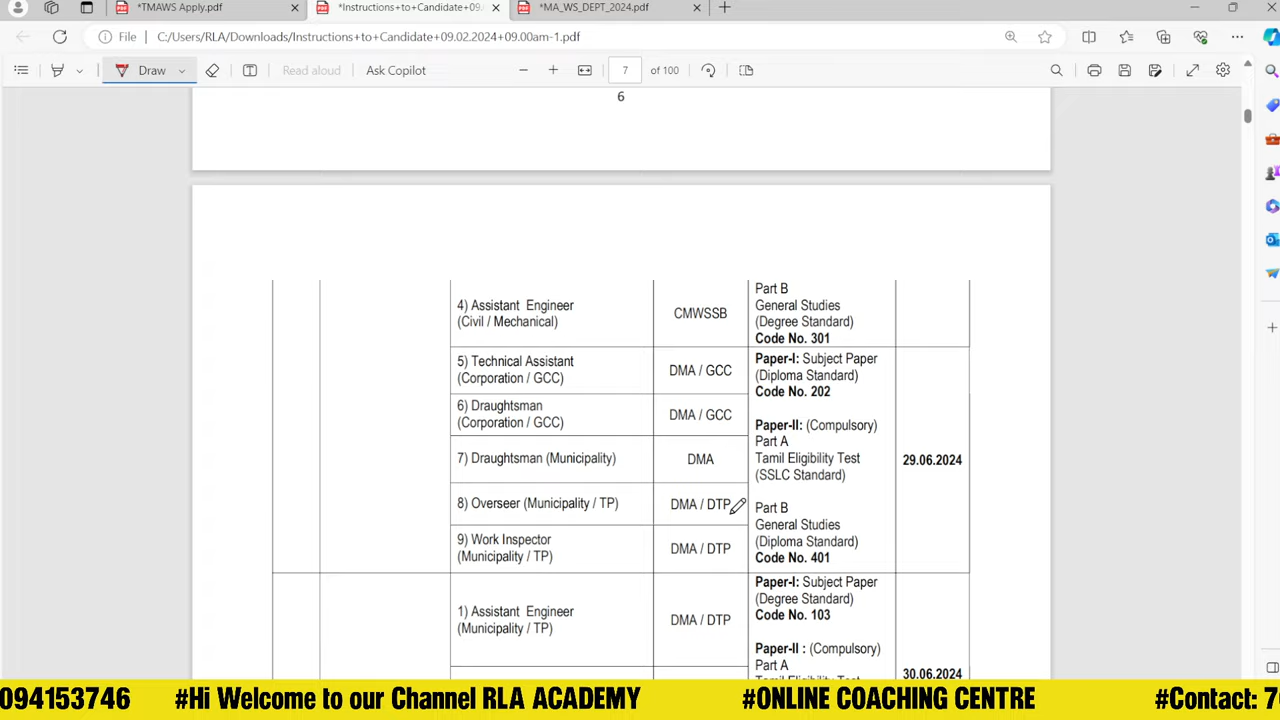 *TMAWS Apply.pdf
*Instructions+to+Candidate+09.
*MA_WS_DEPT_2024.pdf
File C:/Users/RLA/Downloads/Instructions+to+Candidate+09.02.2024+09.00am-1.pdf
Draw
Read aloud
Ask Copilot
7 of 100
6
4) Assistant Engineer
(Civil / Mechanical)
CMWSSB
Part B
General Studies
(Degree Standard)
Code No. 301
5) Technical Assistant
(Corporation / GCC)
DMA / GCC
6) Draughtsman
(Corporation / GCC)
DMA / GCC
7) Draughtsman (Municipality)
DMA
8) Overseer (Municipality / TP)
DMA / DTP
9) Work Inspector
(Municipality / TP)
DMA / DTP
Paper-I: Subject Paper
(Diploma Standard)
Code No. 202
Paper-II: (Compulsory)
Part A
Tamil Eligibility Test
(SSLC Standard)
Part B
General Studies
(Diploma Standard)
Code No. 401
29.06.2024
1) Assistant Engineer
(Municipality / TP)
DMA / DTP
Paper-I: Subject Paper
(Degree Standard)
Code No. 103
Paper-II : (Compulsory)
Part A
Tamil Eligibility Test
30.06.2024
094153746 #Hi Welcome to our Channel RLA ACADEMY #ONLINE COACHING CENTRE #Contact: 7